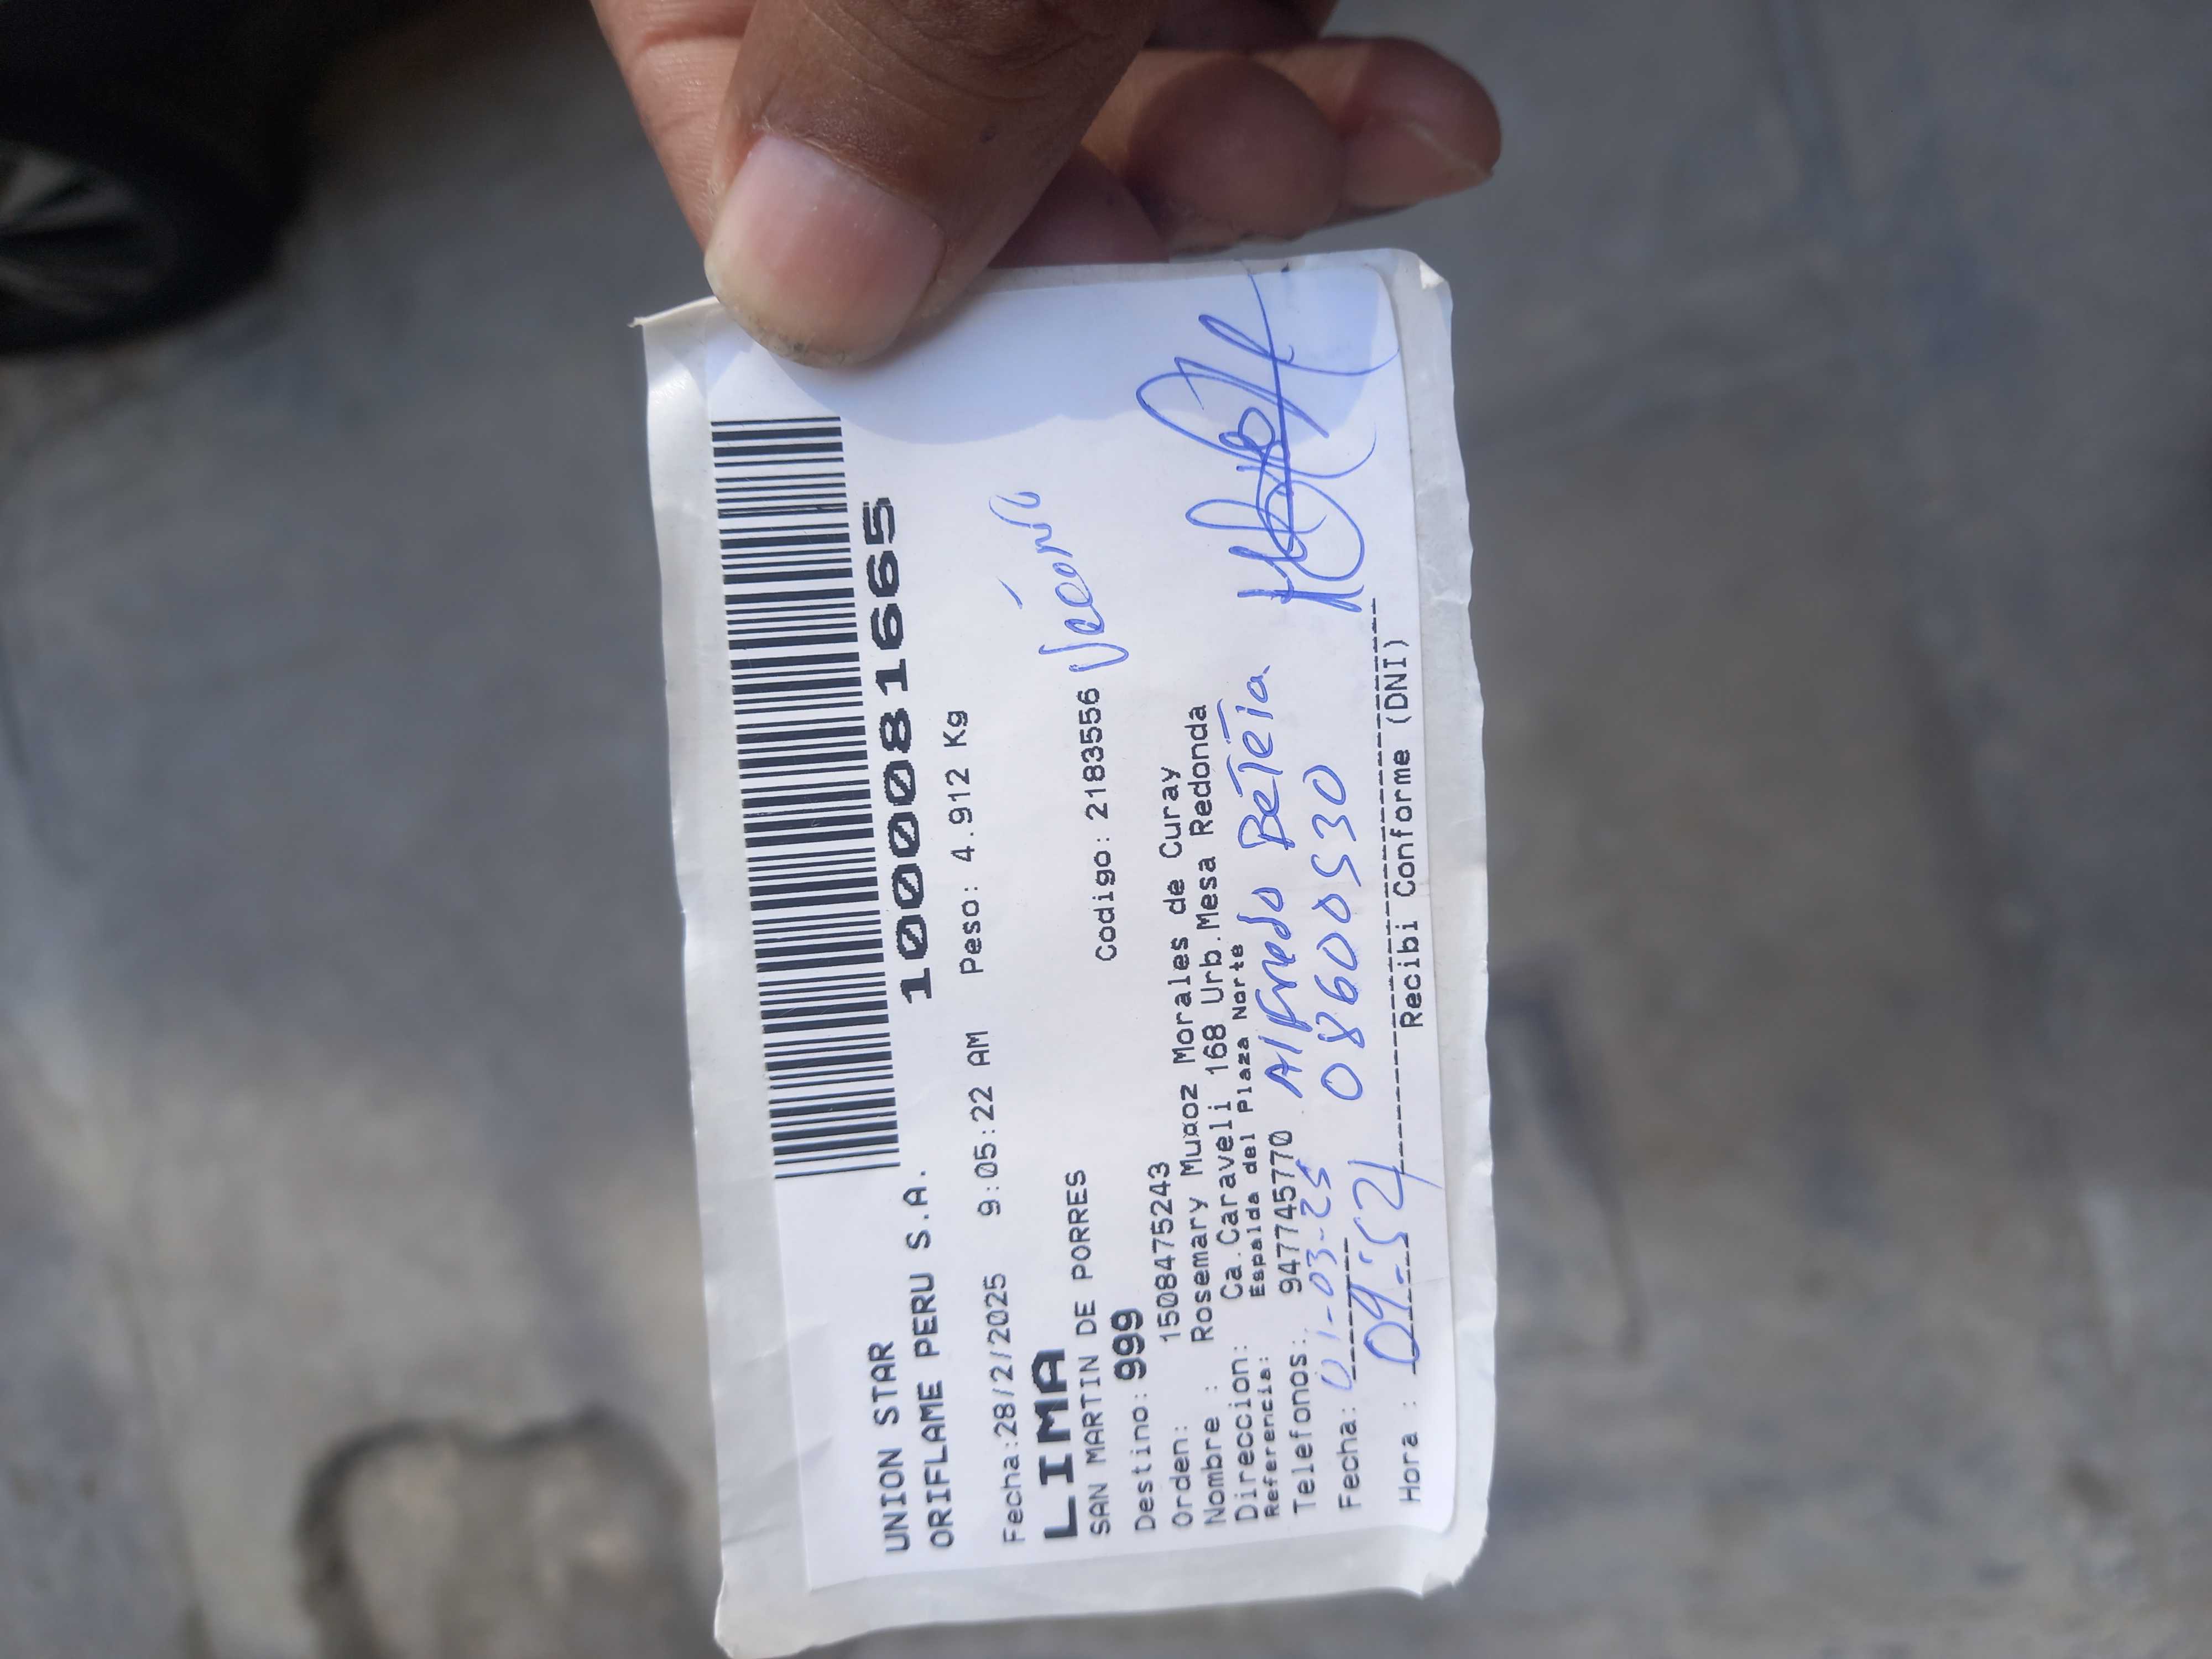 1000081665
UNION STAR
ORIFLAME PERU S.A.
Fecha:28/2/2025 9:05:22 AM Peso: 4.912 Kg
LIMA
SAN MARTIN DE PORRES
Destino: 999 Codigo: 2183556
Orden: 1508475243
Nombre : Rosemary Muaoz Morales de Curay
Direccion: Ca.Caraveli 168 Urb.Mesa Redonda
Referencia: Espalda del Plaza Norte
Telefonos: 947745770 Alfredo
Fecha: 01-03-25 08600530
Hora : 09:52
Recibi Conforme (DNI)